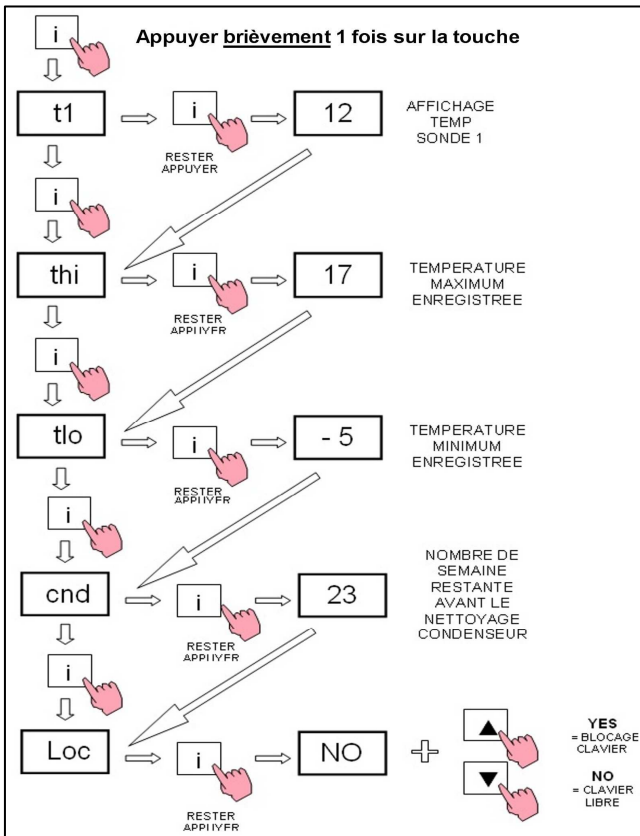 i
Appuyer brièvement 1 fois sur la touche
t1
i
12
AFFICHAGE
TEMP
SONDE 1
RESTER
APPUYER
i
thi
i
17
TEMPERATURE
MAXIMUM
ENREGISTREE
RESTER
APPUYER
i
tlo
i
- 5
TEMPERATURE
MINIMUM
ENREGISTREE
RESTER
APPUYER
i
cnd
i
23
NOMBRE DE
SEMAINE
RESTANTE
AVANT LE
NETTOYAGE
CONDENSEUR
RESTER
APPUYER
i
Loc
i
NO
YES
= BLOCAGE
CLAVIER
NO
= CLAVIER
LIBRE
RESTER
APPUYER